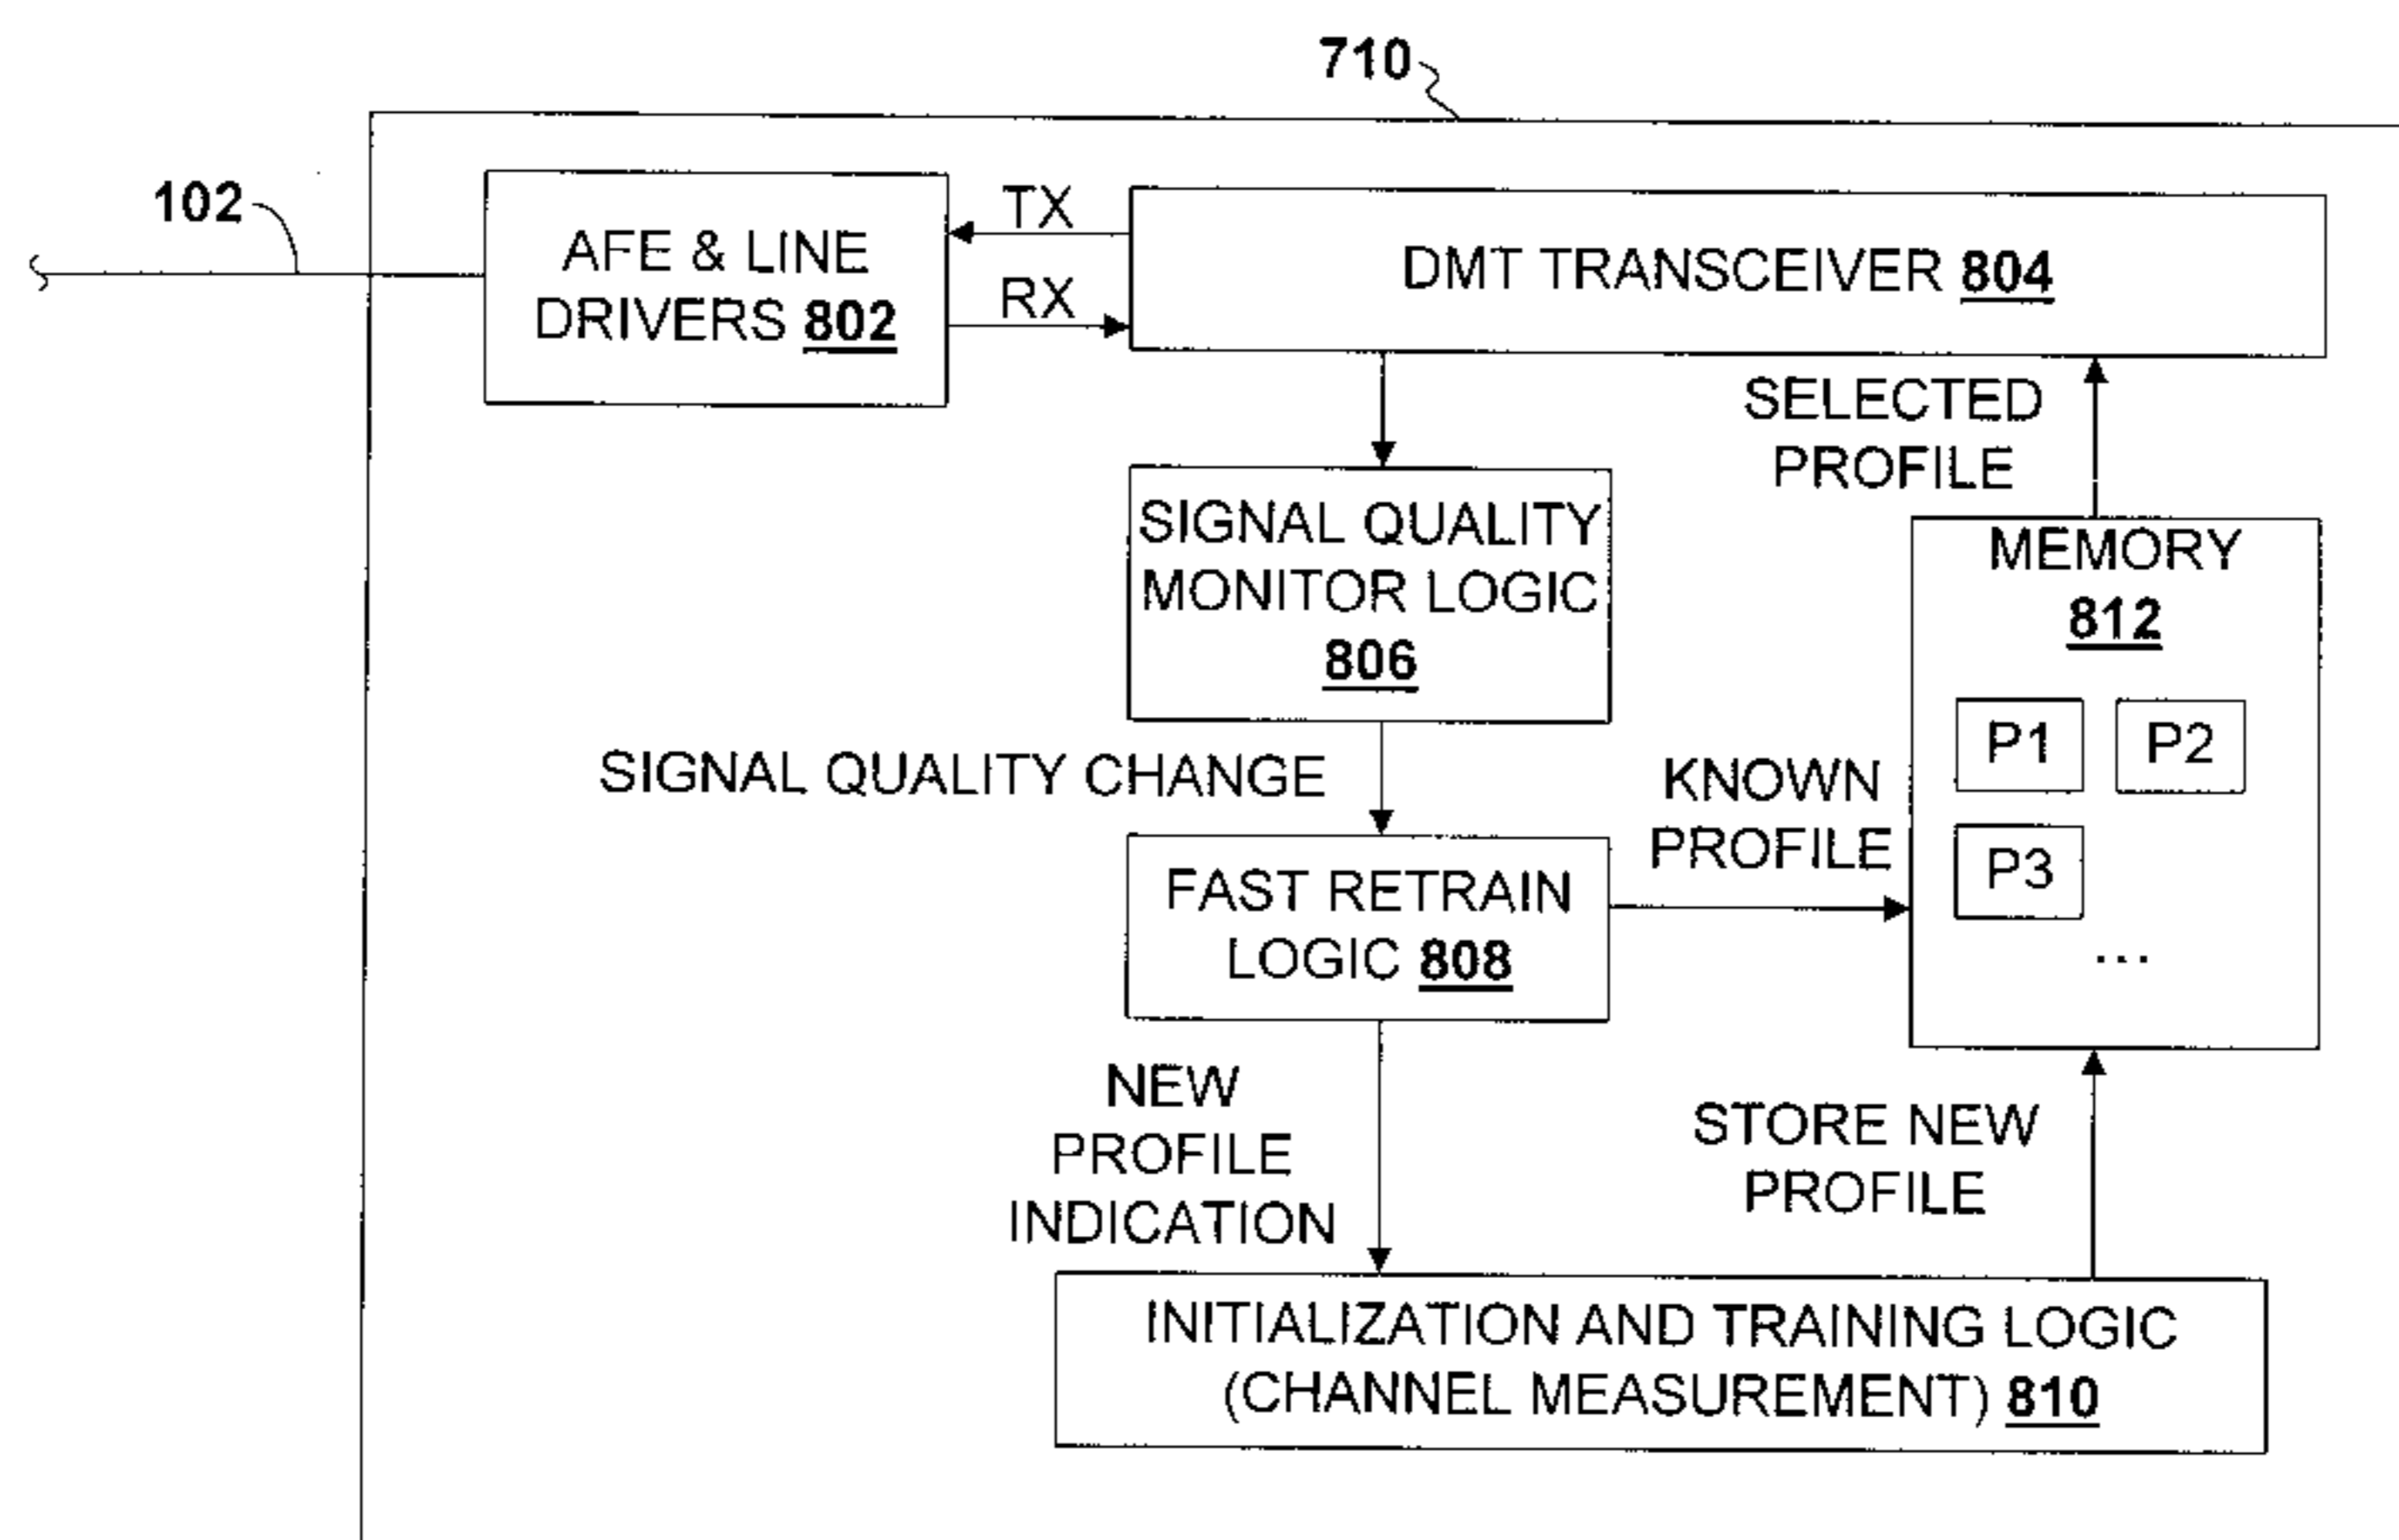 710
102
AFE & LINE
DRIVERS 802
TX
RX
DMT TRANSCEIVER 804
SELECTED
PROFILE
SIGNAL QUALITY
MONITOR LOGIC
806
MEMORY
812
P1 P2
P3
...
SIGNAL QUALITY CHANGE
KNOWN
PROFILE
FAST RETRAIN
LOGIC 808
NEW
PROFILE
INDICATION
STORE NEW
PROFILE
INITIALIZATION AND TRAINING LOGIC
(CHANNEL MEASUREMENT) 810